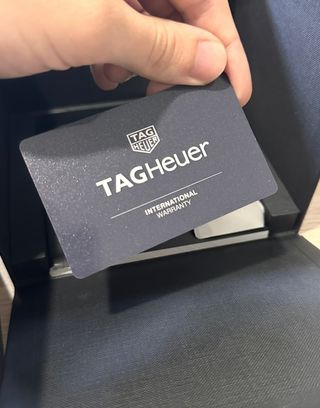 TAG
HEUER
TAGHeuer
INTERNATIONAL
WARRANTY